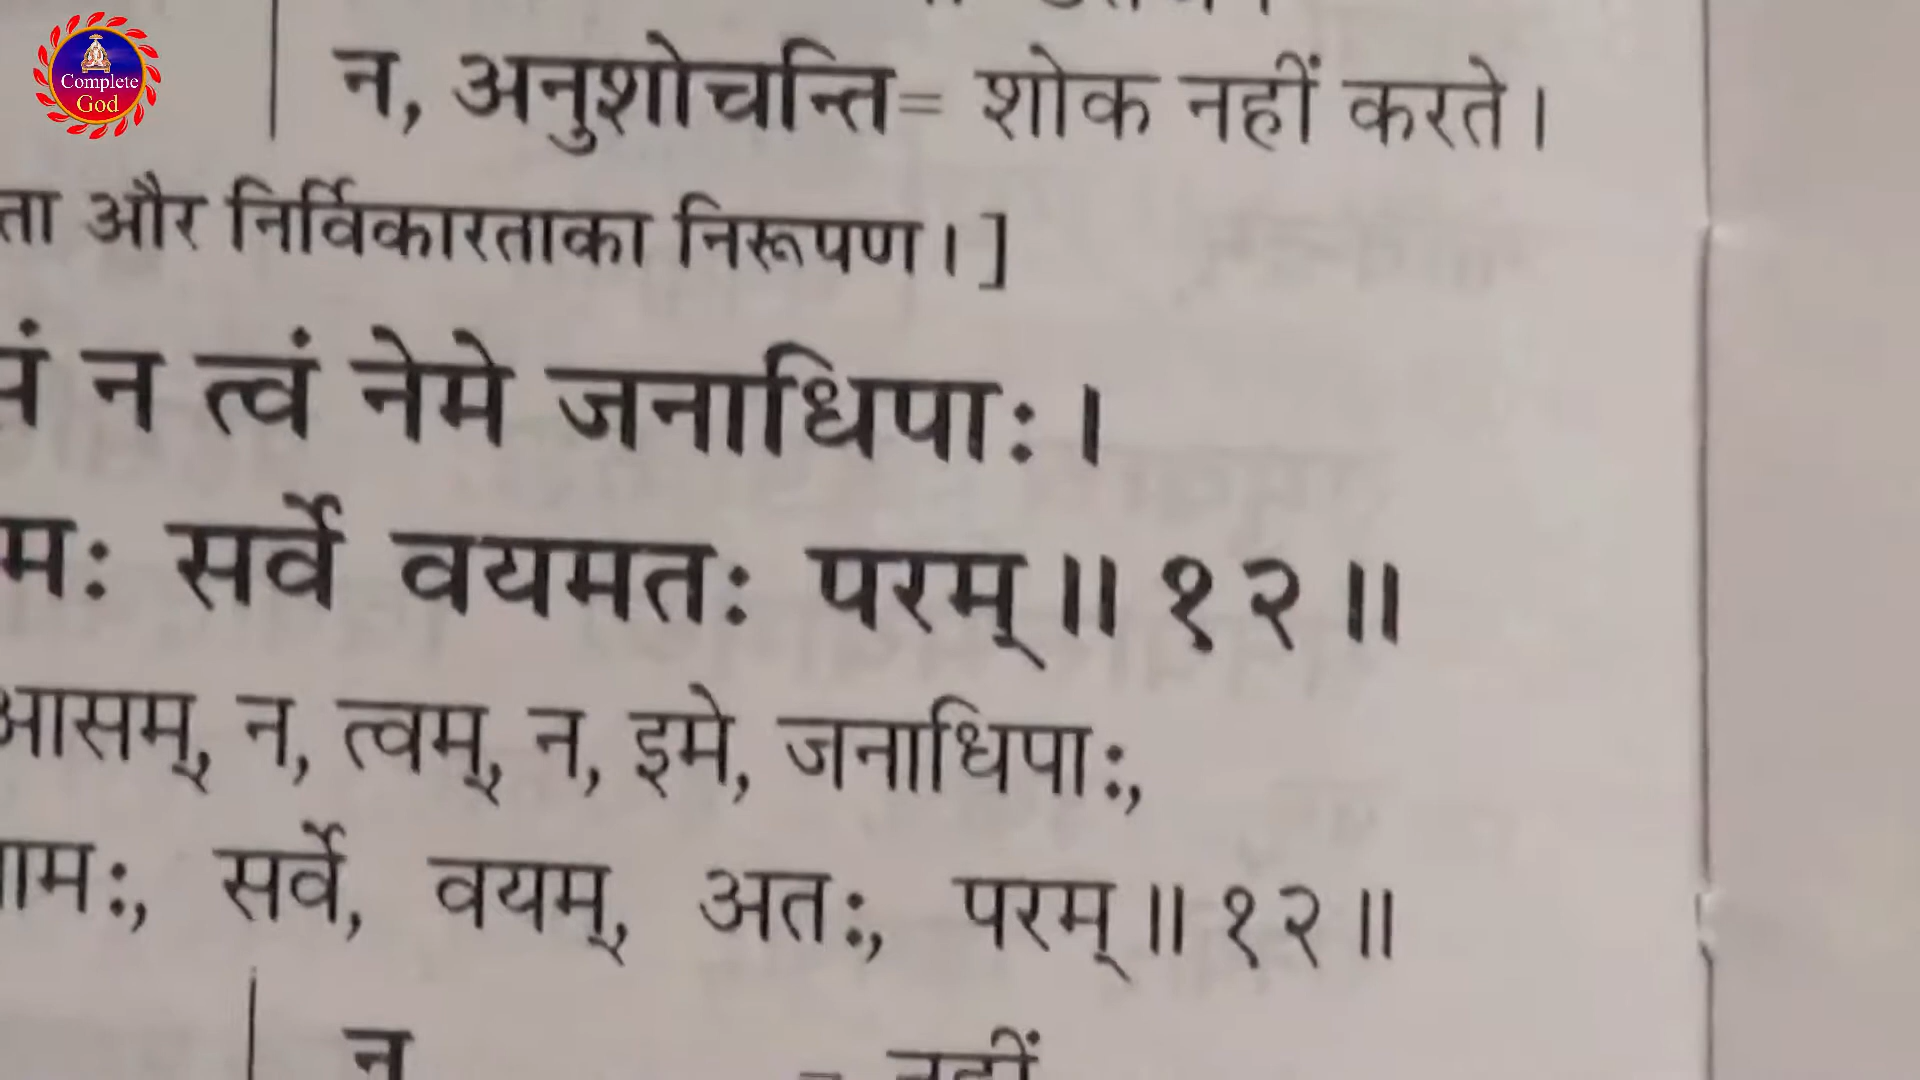 Complete
God
न, अनुशोचन्ति= शोक नहीं करते।
और निर्विकारताका निरूपण।]
न त्वं नेमे जनाधिपाः।
सर्वे वयमतः परम्॥१२॥
आसम्, न, त्वम्, न, इमे, जनाधिपाः,
सर्वे, वयम्, अतः, परम्॥१२॥
न